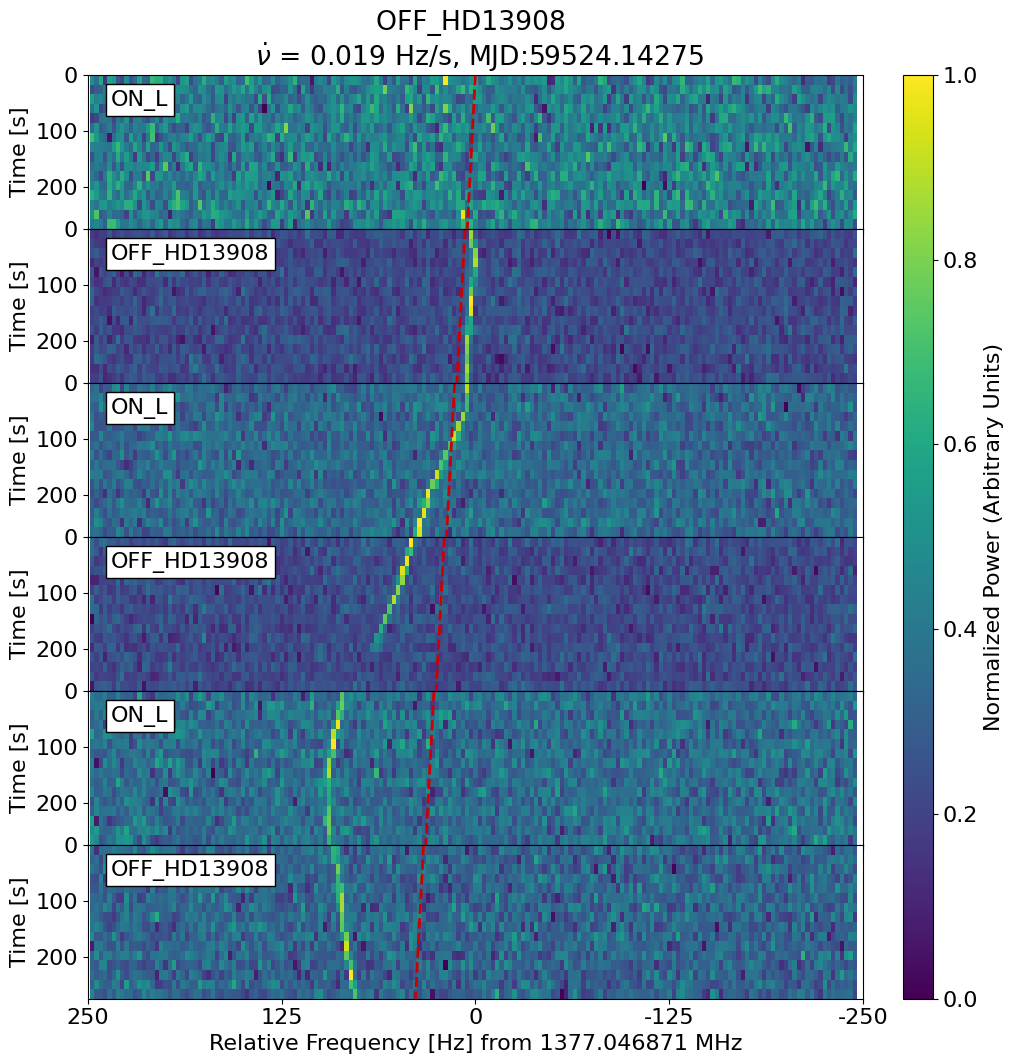 OFF_HD13908
ν̇ = 0.019 Hz/s, MJD:59524.14275
0
100
200
Time [s]
ON_L
0
100
200
Time [s]
OFF_HD13908
0
100
200
Time [s]
ON_L
0
100
200
Time [s]
OFF_HD13908
0
100
200
Time [s]
ON_L
0
100
200
Time [s]
OFF_HD13908
250 125 0 -125 -250
Relative Frequency [Hz] from 1377.046871 MHz
1.0
0.8
0.6
0.4
0.2
0.0
Normalized Power (Arbitrary Units)